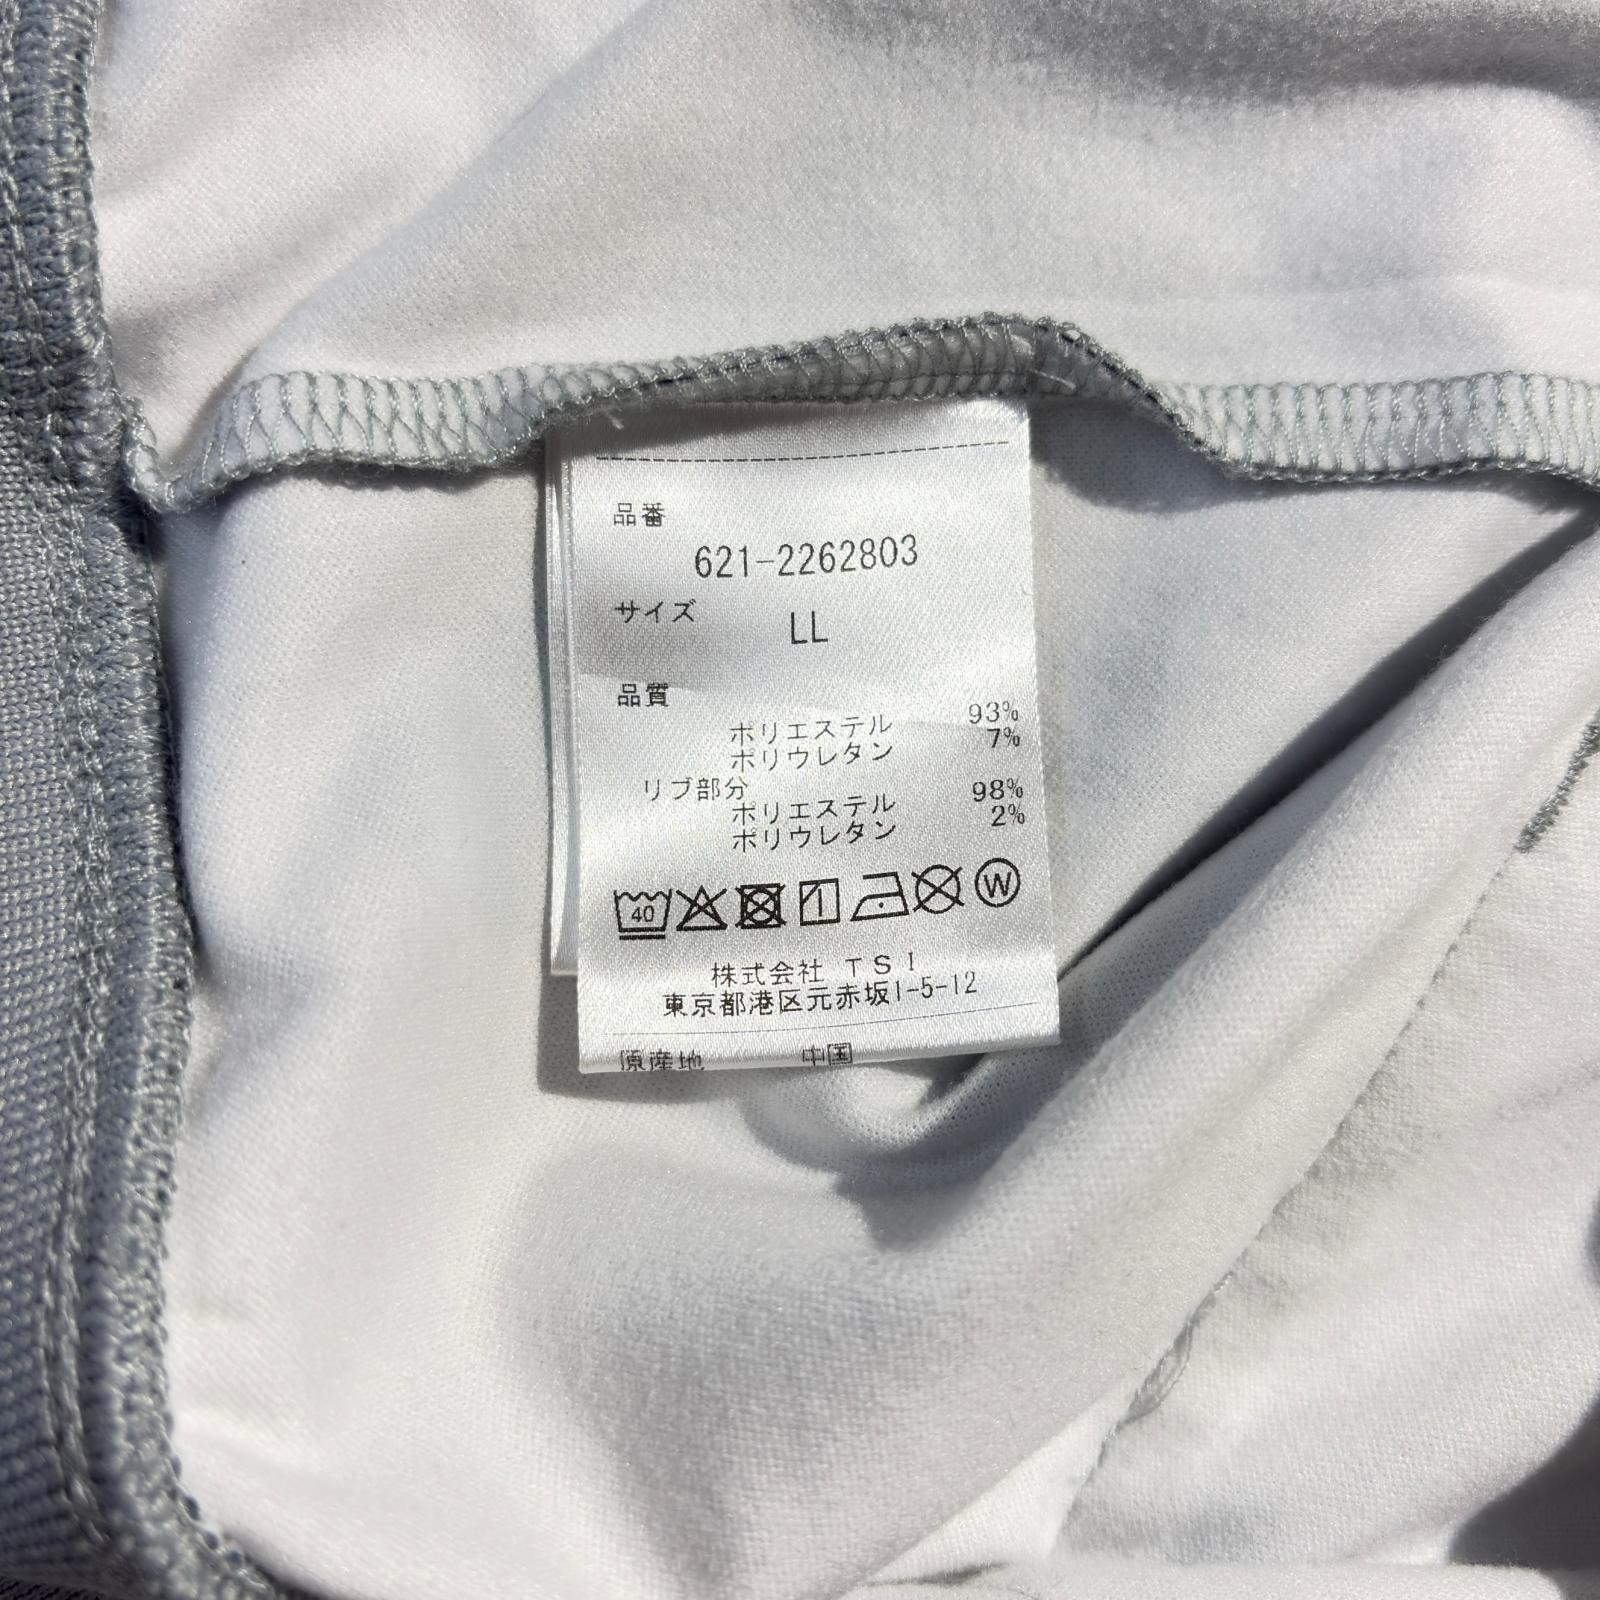 品番
621-2262803
サイズ LL
品質
ポリエステル 93%
ポリウレタン 7%
リブ部分
ポリエステル 98%
ポリウレタン 2%
40 W
株式会社 TSI
東京都港区元赤坂1-5-12
原産地 中国